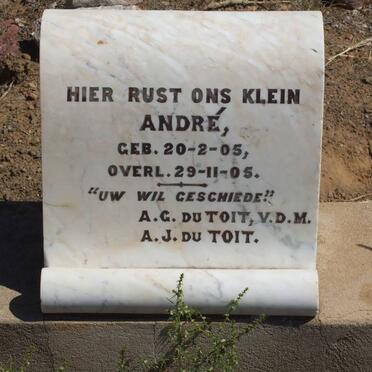 HIER RUST ONS KLEIN
ANDRÉ,
GEB. 20-2-05,
OVERL. 29-11-05.
"UW WIL GESCHIEDE".
A.G. DU TOIT, V.D.M.
A.J. DU TOIT.